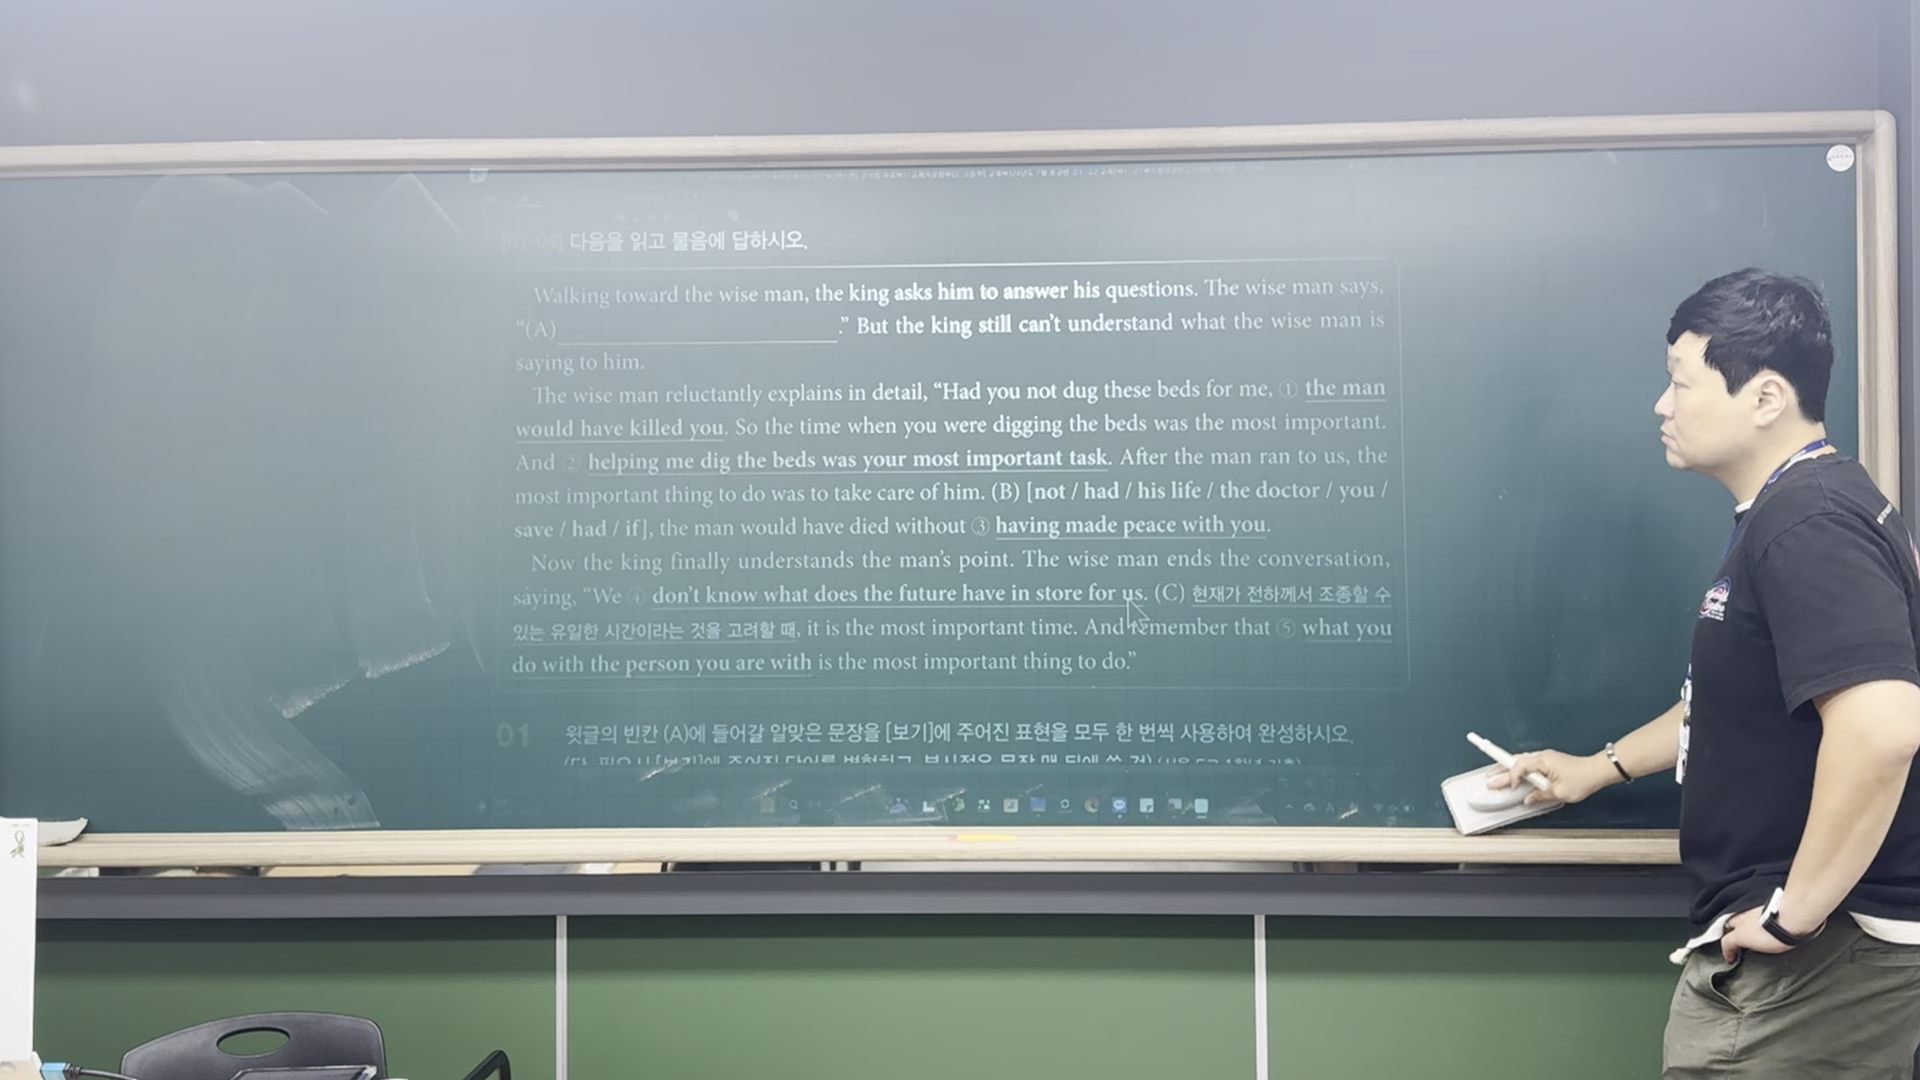 [01-04] 다음을 읽고 물음에 답하시오.
Walking toward the wise man, the king asks him to answer his questions. The wise man says,
“(A) .” But the king still can’t understand what the wise man is
saying to him.
The wise man reluctantly explains in detail, “Had you not dug these beds for me, ① the man
would have killed you. So the time when you were digging the beds was the most important.
And ② helping me dig the beds was your most important task. After the man ran to us, the
most important thing to do was to take care of him. (B) [not / had / his life / the doctor / you /
save / had / if], the man would have died without ③ having made peace with you.
Now the king finally understands the man’s point. The wise man ends the conversation,
saying, “We ④ don’t know what does the future have in store for us. (C) 현재가 전하께서 조종할 수
있는 유일한 시간이라는 것을 고려할 때, it is the most important time. And remember that ⑤ what you
do with the person you are with is the most important thing to do.”
01 윗글의 빈칸 (A)에 들어갈 알맞은 문장을 [보기]에 주어진 표현을 모두 한 번씩 사용하여 완성하시오.